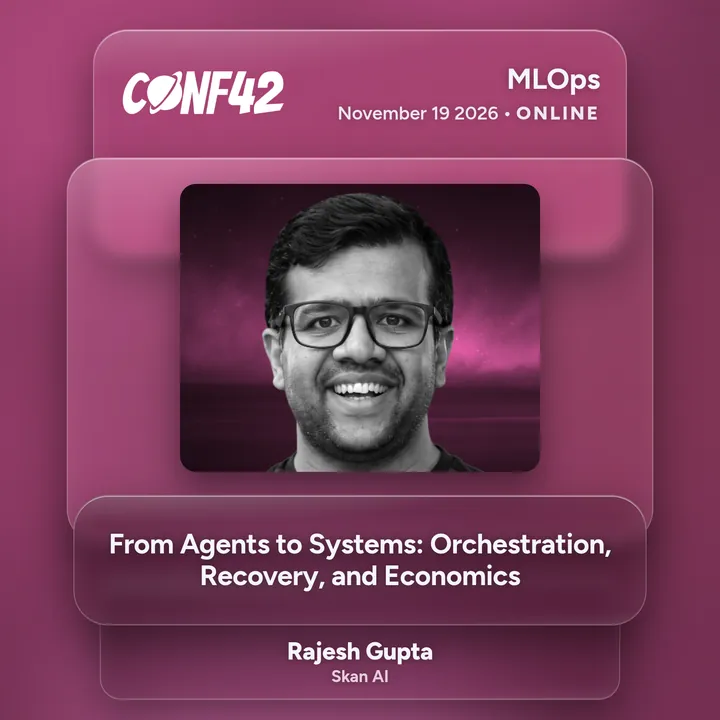 CONF42
MLOps
November 19 2026 • ONLINE
From Agents to Systems: Orchestration,
Recovery, and Economics
Rajesh Gupta
Skan AI